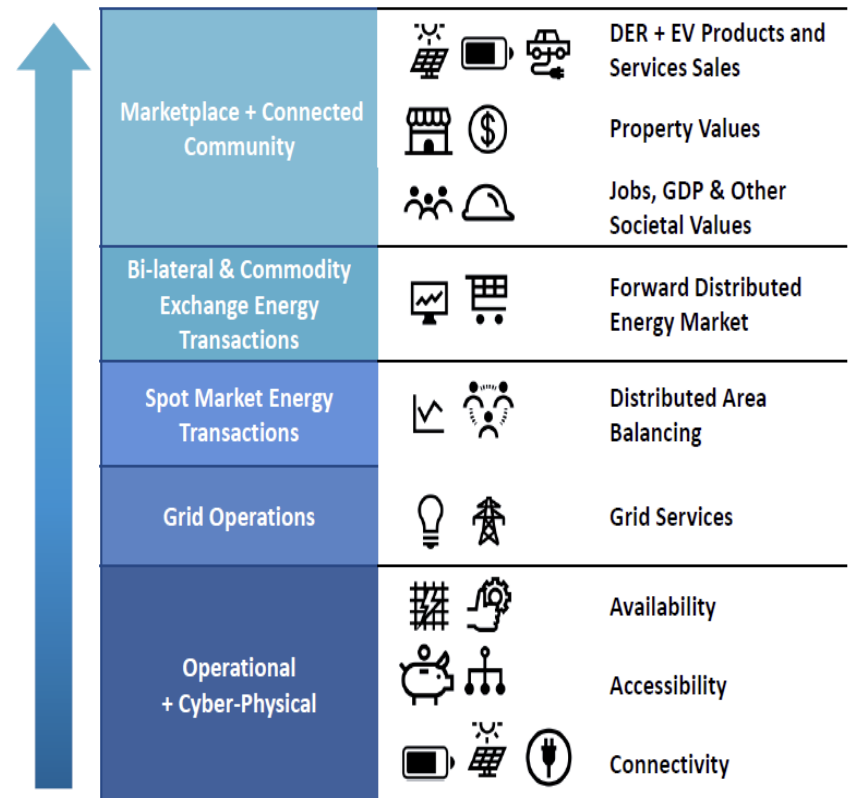 Marketplace + Connected
Community
DER + EV Products and
Services Sales
$
Property Values
Jobs, GDP & Other
Societal Values
Bi-lateral & Commodity
Exchange Energy
Transactions
Forward Distributed
Energy Market
Spot Market Energy
Transactions
Distributed Area
Balancing
Grid Operations
Grid Services
Operational
+ Cyber-Physical
Availability
Accessibility
Connectivity